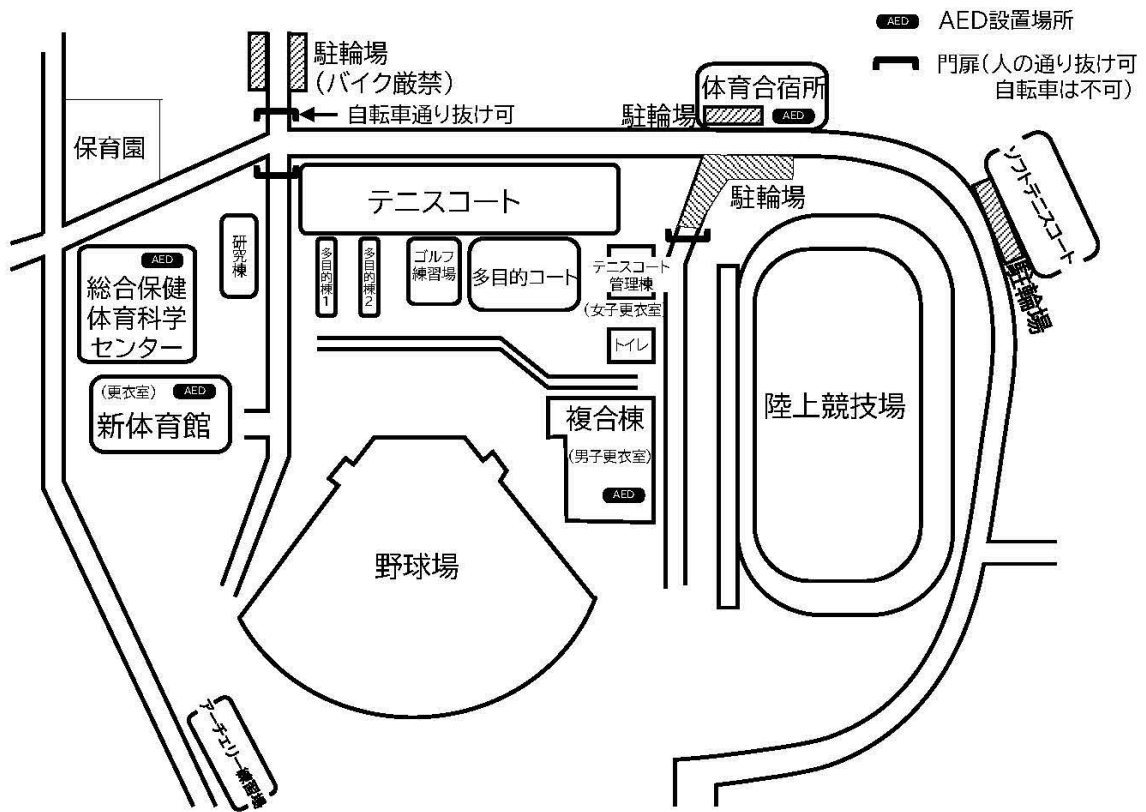 AED AED設置場所
門扉(人の通り抜け可
自転車は不可)
駐輪場
(バイク厳禁)
自転車通り抜け可
体育合宿所
駐輪場
AED
保育園
テニスコート
駐輪場
ソフトテニスコート
駐輪場
研究棟
多目的棟1
多目的棟2
ゴルフ
練習場
多目的コート
テニスコート
管理棟
(女子更衣室)
トイレ
AED
総合保健
体育科学
センター
(更衣室)
AED
新体育館
複合棟
(男子更衣室)
AED
陸上競技場
野球場
アーチェリー練習場